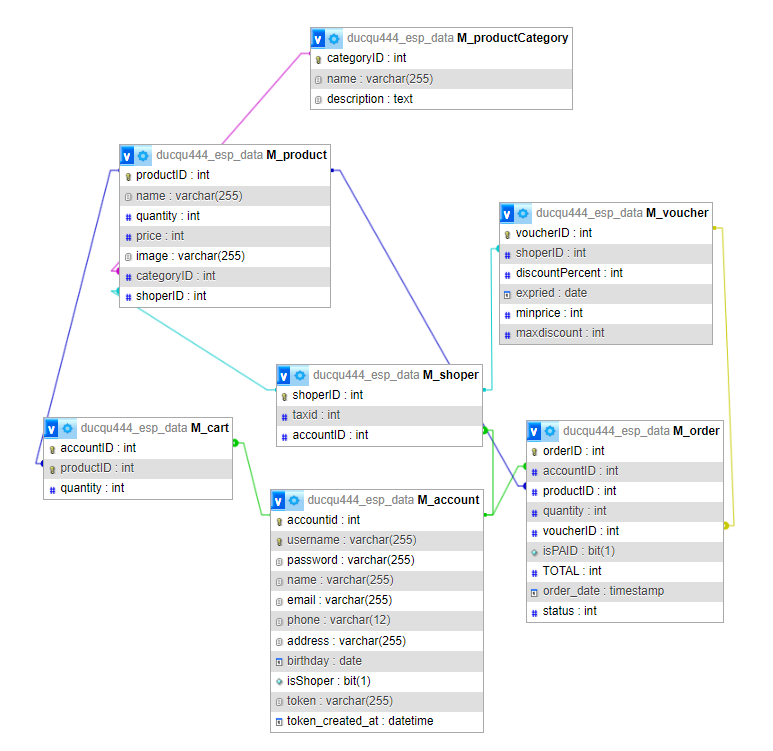 v ducqu444_esp_data M_productCategory
categoryID : int
name : varchar(255)
description : text
v ducqu444_esp_data M_product
productID : int
name : varchar(255)
# quantity : int
# price : int
image : varchar(255)
# categoryID : int
# shoperID : int
v ducqu444_esp_data M_voucher
voucherID : int
# shoperID : int
# discountPercent : int
expried : date
# minprice : int
# maxdiscount : int
v ducqu444_esp_data M_shoper
shoperID : int
# taxid : int
# accountID : int
v ducqu444_esp_data M_cart
accountID : int
productID : int
# quantity : int
v ducqu444_esp_data M_order
orderID : int
# accountID : int
# productID : int
# quantity : int
# voucherID : int
isPAID : bit(1)
# TOTAL : int
order_date : timestamp
# status : int
v ducqu444_esp_data M_account
accountid : int
username : varchar(255)
password : varchar(255)
name : varchar(255)
email : varchar(255)
phone : varchar(12)
address : varchar(255)
birthday : date
isShoper : bit(1)
token : varchar(255)
token_created_at : datetime